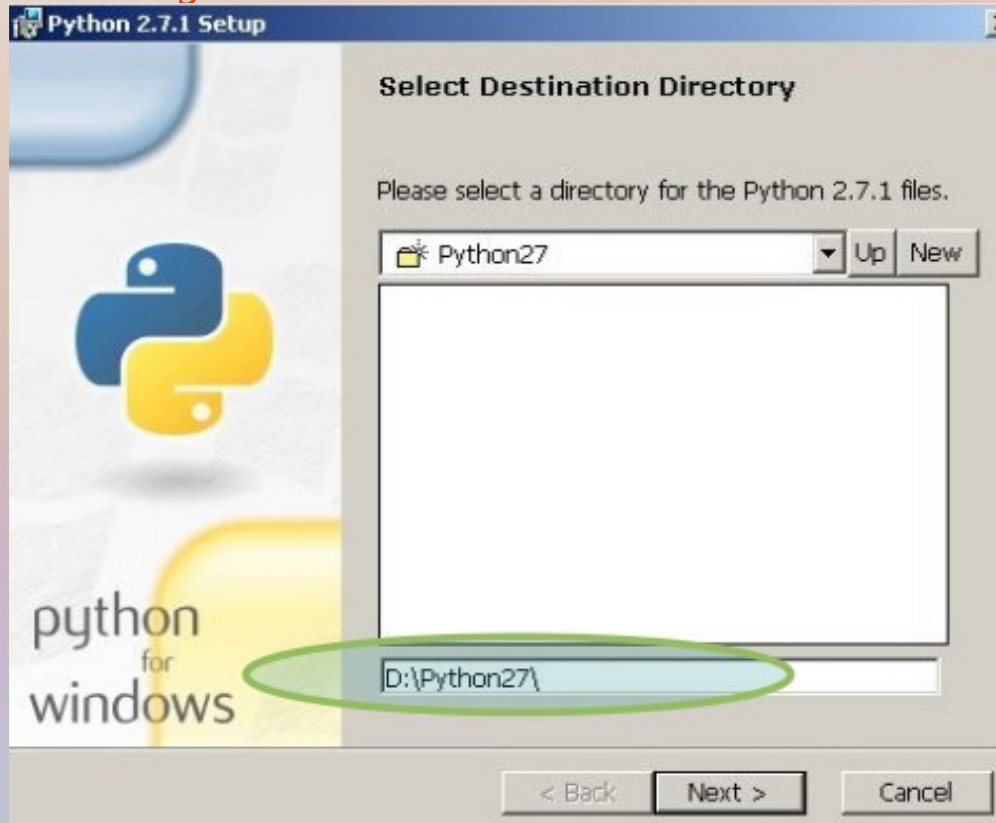 Python 2.7.1 Setup
Select Destination Directory
Please select a directory for the Python 2.7.1 files.
Python27
Up
New
D:\Python27\
python
for
windows
< Back
Next >
Cancel